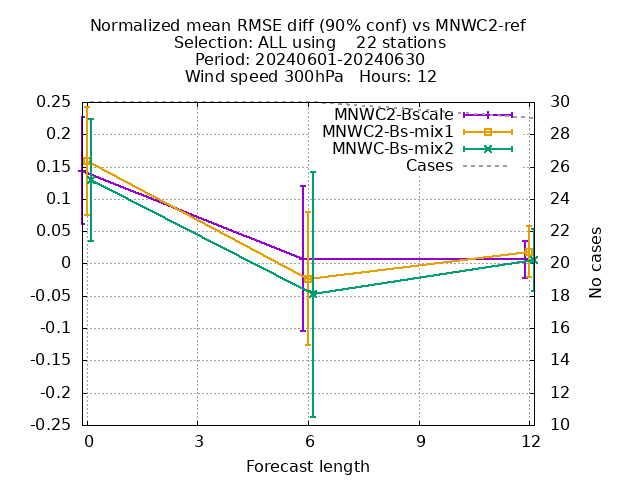 Normalized mean RMSE diff (90% conf) vs MNWC2-ref
Selection: ALL using    22 stations
Period: 20240601-20240630
Wind speed 300hPa   Hours: 12
MNWC2-Bscale
MNWC2-Bs-mix1
MNWC-Bs-mix2
Cases
0.25
0.2
0.15
0.1
0.05
0
-0.05
-0.1
-0.15
-0.2
-0.25
30
28
26
24
22
20
18
16
14
12
10
No cases
0 3 6 9 12
Forecast length